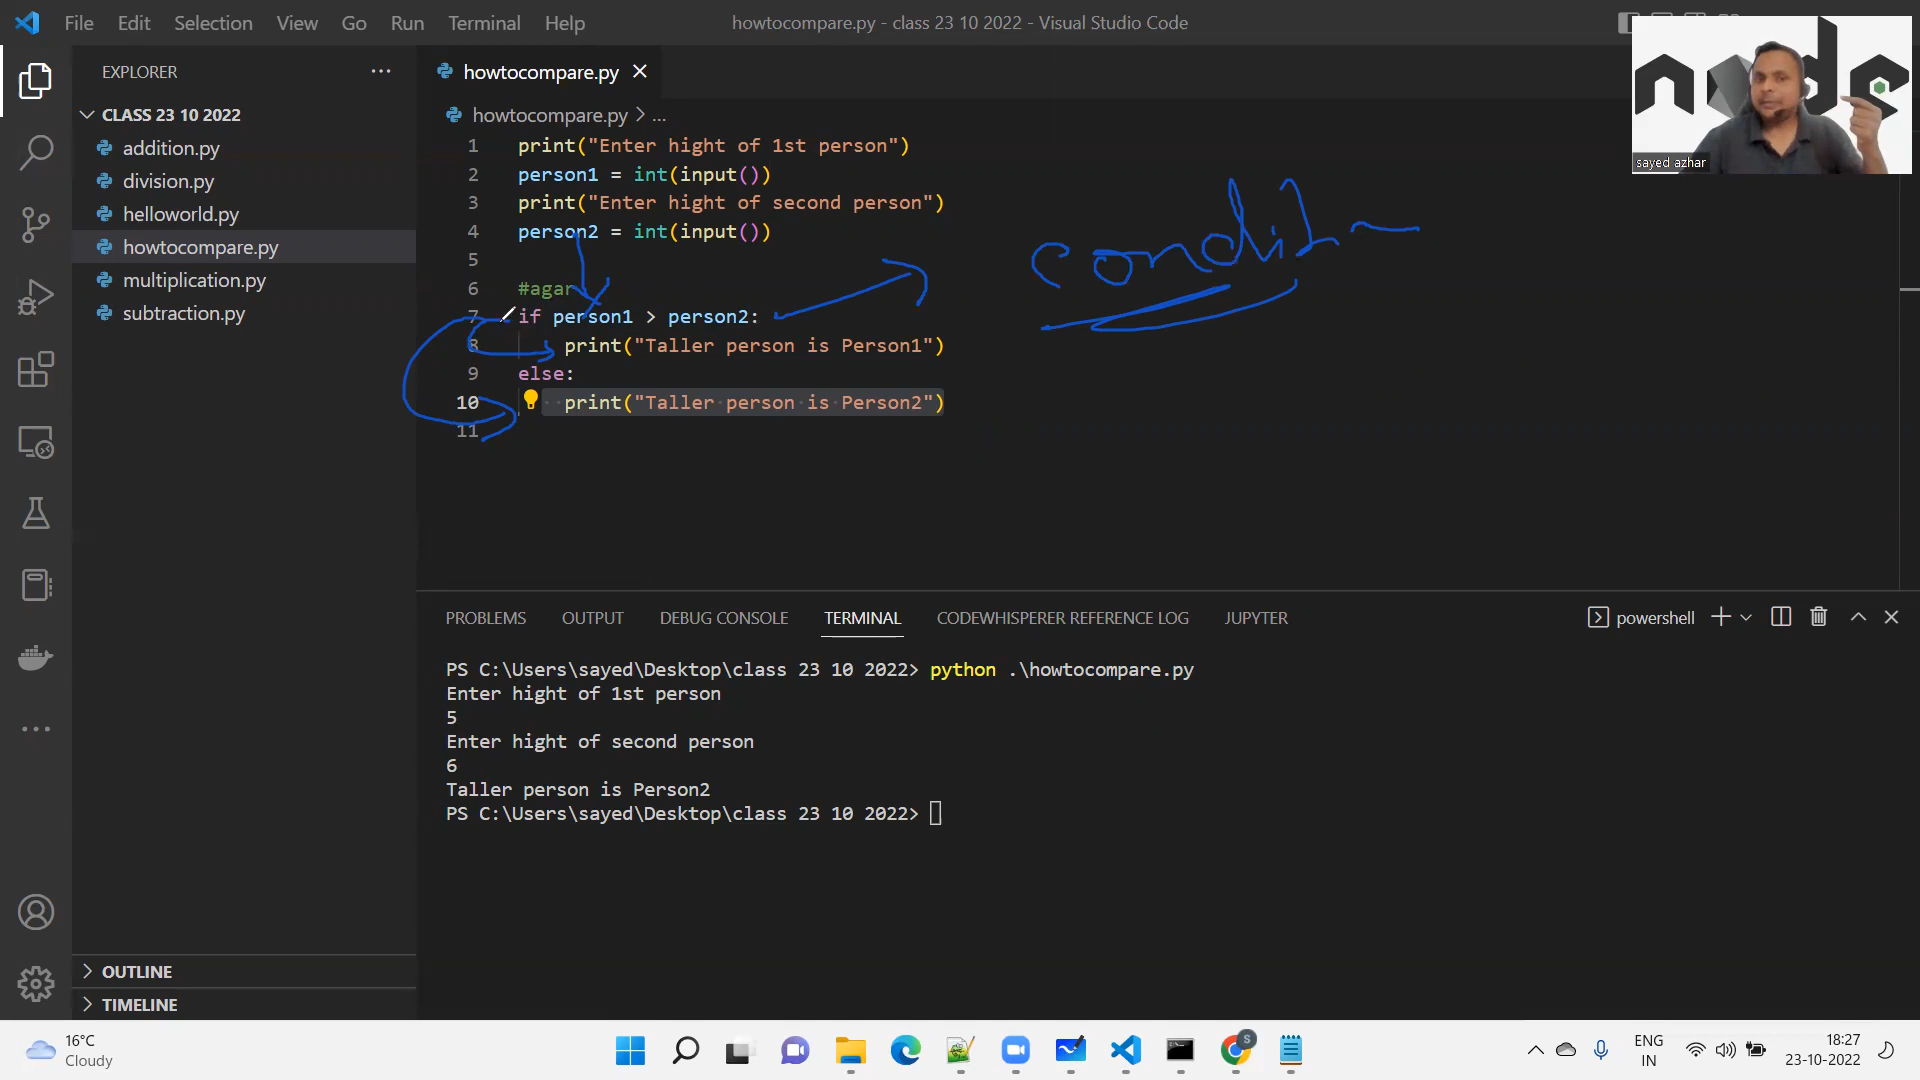 File Edit Selection View Go Run Terminal Help
howtocompare.py - class 23 10 2022 - Visual Studio Code
node
sayed azhar
EXPLORER
CLASS 23 10 2022
addition.py
division.py
helloworld.py
howtocompare.py
multiplication.py
subtraction.py
OUTLINE
TIMELINE
howtocompare.py
howtocompare.py > ...
1 print("Enter hight of 1st person")
2 person1 = int(input())
3 print("Enter hight of second person")
4 person2 = int(input())
5
6 #agar
7 if person1 > person2:
8 print("Taller person is Person1")
9 else:
10 print("Taller person is Person2")
11
PROBLEMS OUTPUT DEBUG CONSOLE TERMINAL CODEWHISPERER REFERENCE LOG JUPYTER
powershell
PS C:\Users\sayed\Desktop\class 23 10 2022> python .\howtocompare.py
Enter hight of 1st person
5
Enter hight of second person
6
Taller person is Person2
PS C:\Users\sayed\Desktop\class 23 10 2022>
16°C
Cloudy
S
ENG
IN
18:27
23-10-2022